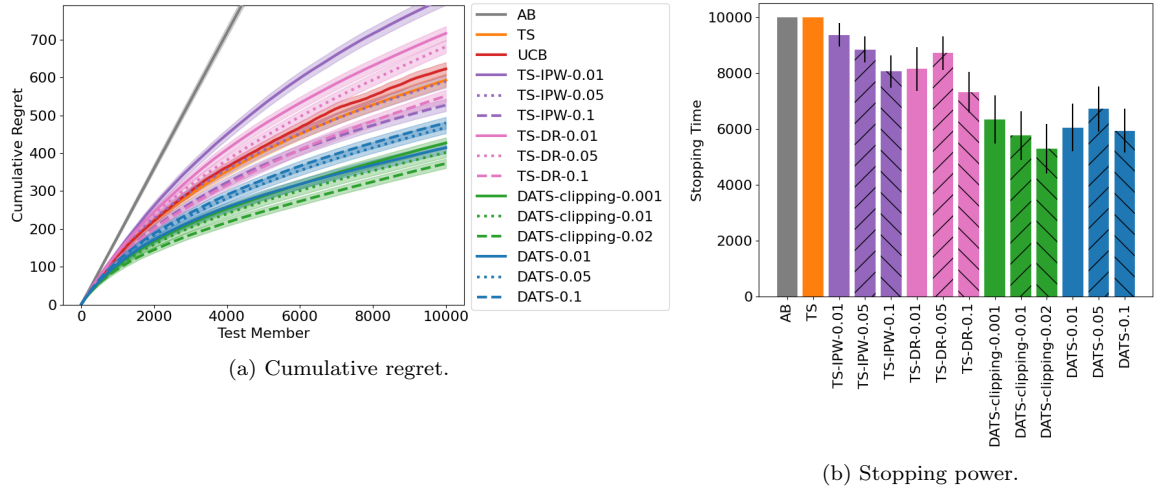 700
600
500
400
300
200
100
0
Cumulative Regret
0 2000 4000 6000 8000 10000
Test Member
AB
TS
UCB
TS-IPW-0.01
TS-IPW-0.05
TS-IPW-0.1
TS-DR-0.01
TS-DR-0.05
TS-DR-0.1
DATS-clipping-0.001
DATS-clipping-0.01
DATS-clipping-0.02
DATS-0.01
DATS-0.05
DATS-0.1
(a) Cumulative regret.
10000
8000
6000
4000
2000
0
Stopping Time
AB
TS
TS-IPW-0.01
TS-IPW-0.05
TS-IPW-0.1
TS-DR-0.01
TS-DR-0.05
TS-DR-0.1
DATS-clipping-0.001
DATS-clipping-0.01
DATS-clipping-0.02
DATS-0.01
DATS-0.05
DATS-0.1
(b) Stopping power.